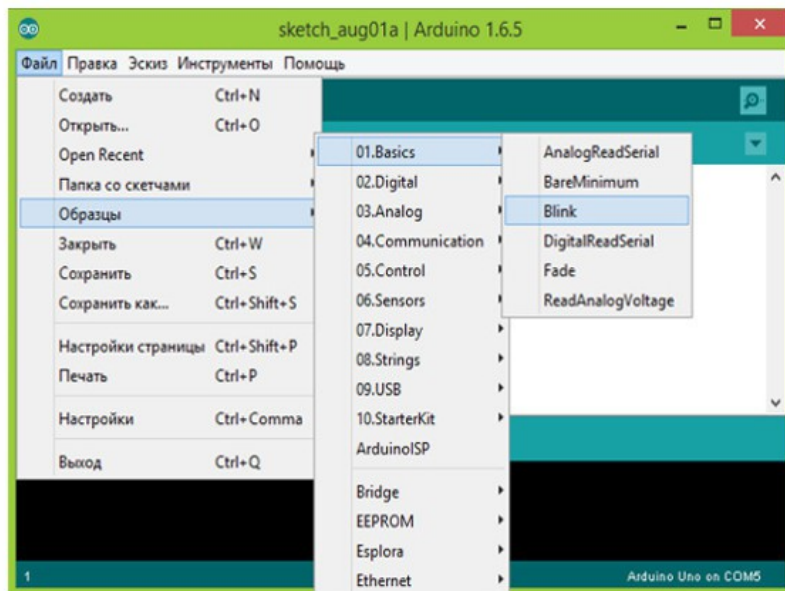 sketch_aug01a | Arduino 1.6.5
Файл Правка Эскиз Инструменты Помощь
Создать Ctrl+N
Открыть... Ctrl+O
Open Recent
Папка со скетчами
Образцы
Закрыть Ctrl+W
Сохранить Ctrl+S
Сохранить как... Ctrl+Shift+S
Настройки страницы Ctrl+Shift+P
Печать Ctrl+P
Настройки Ctrl+Comma
Выход Ctrl+Q
01.Basics
02.Digital
03.Analog
04.Communication
05.Control
06.Sensors
07.Display
08.Strings
09.USB
10.StarterKit
ArduinoISP
Bridge
EEPROM
Esplora
Ethernet
AnalogReadSerial
BareMinimum
Blink
DigitalReadSerial
Fade
ReadAnalogVoltage
1
Arduino Uno on COM5